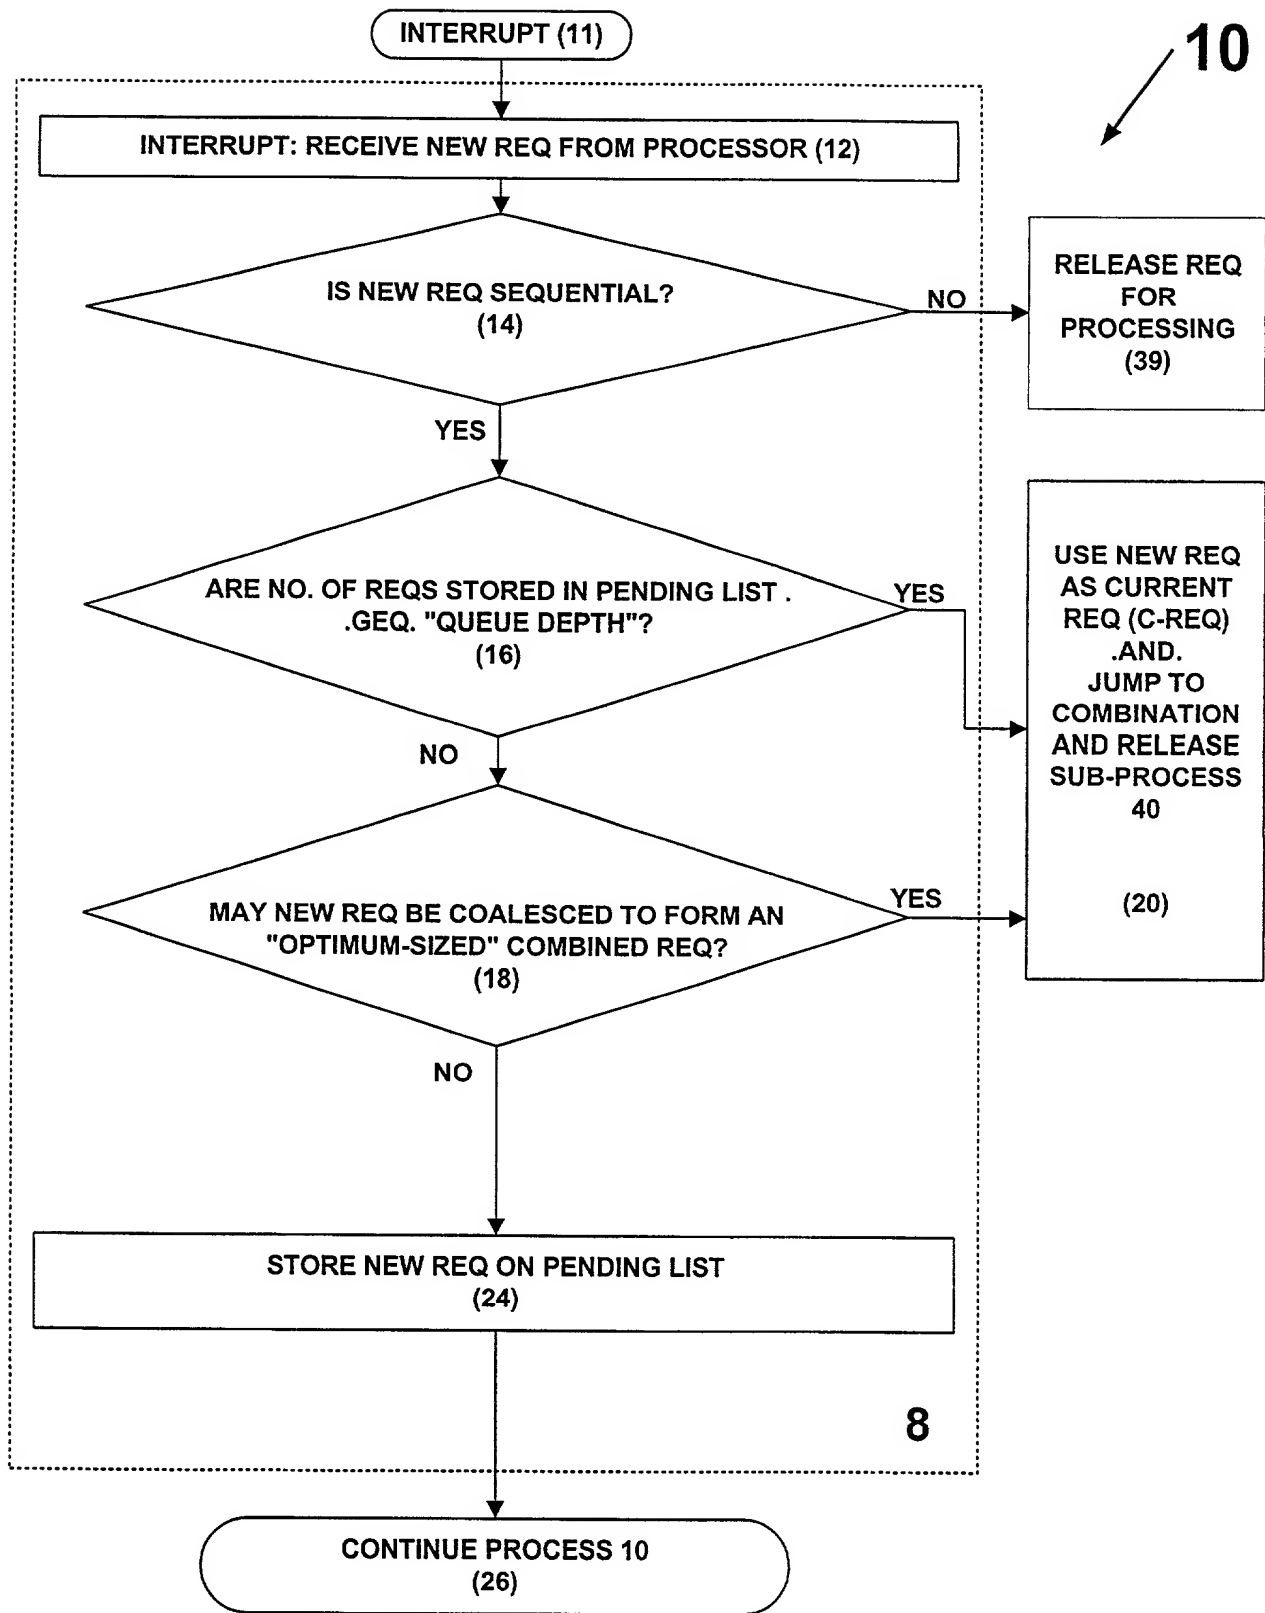 INTERRUPT (11)
10
INTERRUPT: RECEIVE NEW REQ FROM PROCESSOR (12)
IS NEW REQ SEQUENTIAL?
(14)
NO
RELEASE REQ
FOR
PROCESSING
(39)
YES
ARE NO. OF REQS STORED IN PENDING LIST .
.GEQ. "QUEUE DEPTH"?
(16)
YES
USE NEW REQ
AS CURRENT
REQ (C-REQ)
.AND.
JUMP TO
COMBINATION
AND RELEASE
SUB-PROCESS
40
(20)
NO
MAY NEW REQ BE COALESCED TO FORM AN
"OPTIMUM-SIZED" COMBINED REQ?
(18)
YES
NO
STORE NEW REQ ON PENDING LIST
(24)
8
CONTINUE PROCESS 10
(26)